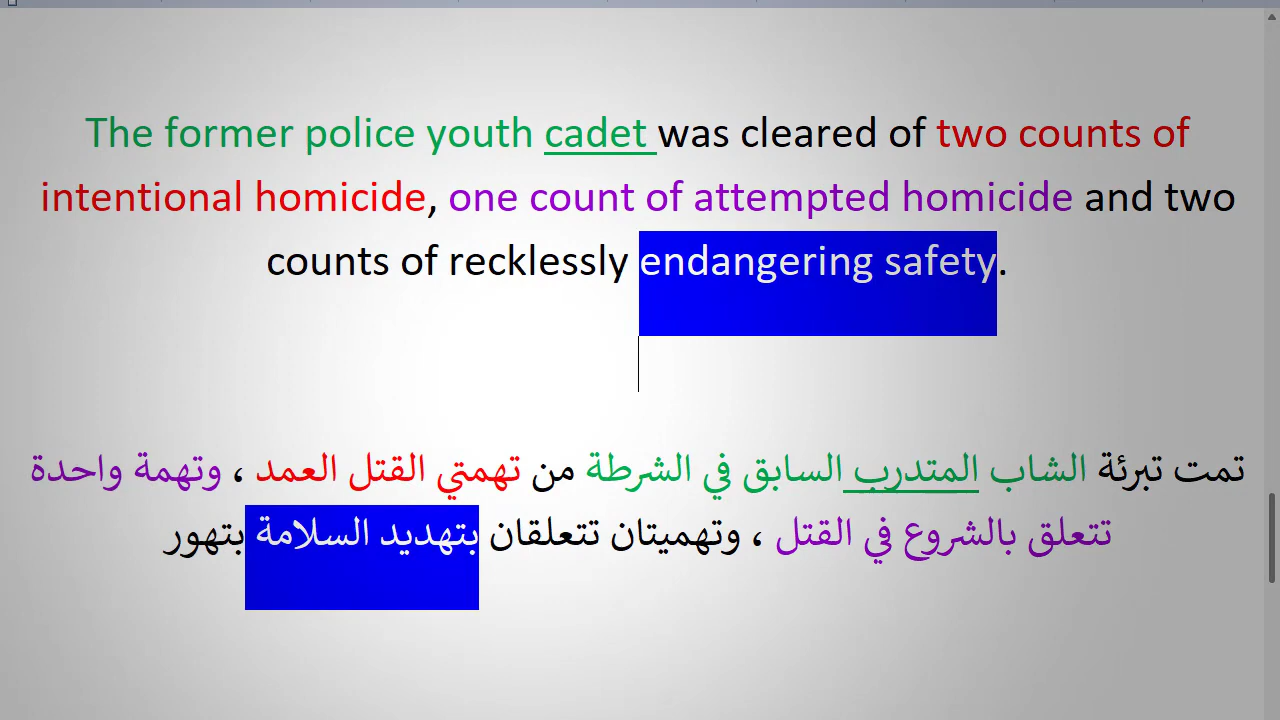 The former police youth cadet was cleared of two counts of
intentional homicide, one count of attempted homicide and two
counts of recklessly endangering safety.
تمت تبرئة الشاب المتدرب السابق في الشرطة من تهمتي القتل العمد ، وتهمة واحدة
تتعلق بالشروع في القتل ، وتهميتان تتعلقان بتهديد السلامة بتهور